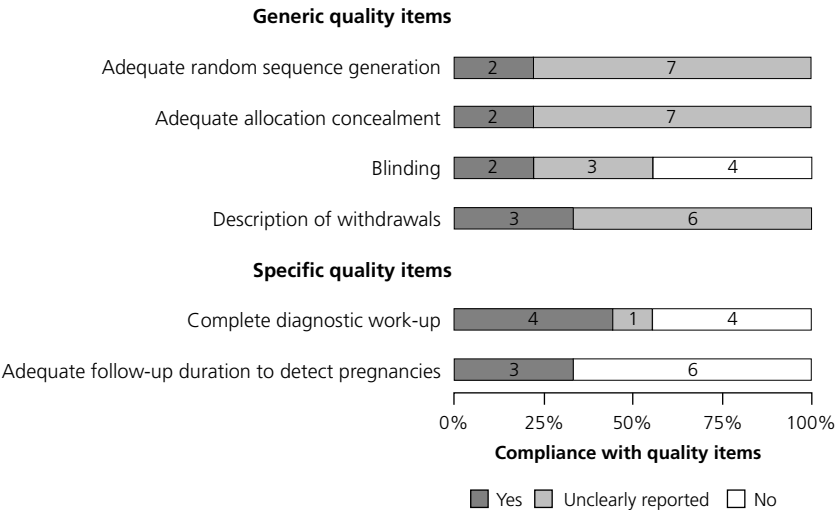 Generic quality items
Adequate random sequence generation 2 7
Adequate allocation concealment 2 7
Blinding 2 3 4
Description of withdrawals 3 6
Specific quality items
Complete diagnostic work-up 4 1 4
Adequate follow-up duration to detect pregnancies 3 6
0% 25% 50% 75% 100%
Compliance with quality items
Yes Unclearly reported No